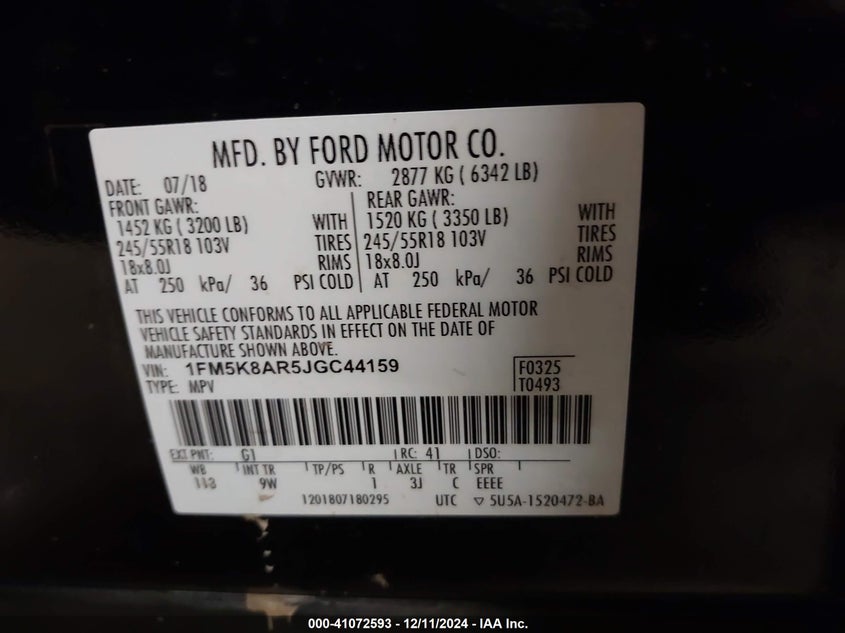 MFD. BY FORD MOTOR CO.
DATE: 07/18 GVWR: 2877 KG ( 6342 LB)
FRONT GAWR: REAR GAWR:
1452 KG ( 3200 LB) WITH 1520 KG ( 3350 LB) WITH
245/55R18 103V TIRES 245/55R18 103V TIRES
18x8.0J RIMS 18x8.0J RIMS
AT 250 kPa/ 36 PSI COLD AT 250 kPa/ 36 PSI COLD
THIS VEHICLE CONFORMS TO ALL APPLICABLE FEDERAL MOTOR
VEHICLE SAFETY STANDARDS IN EFFECT ON THE DATE OF
MANUFACTURE SHOWN ABOVE.
VIN: 1FM5K8AR5JGC44159 F0325
TYPE: MPV T0493
EXT PNT: G1 RC: 41 DSO:
WB INT TR TP/PS R AXLE TR SPR
113 9W 1 3J C EEEE
1201807180295 UTC ▽ 5U5A-1520472-BA
000-41072593 - 12/11/2024 - IAA Inc.